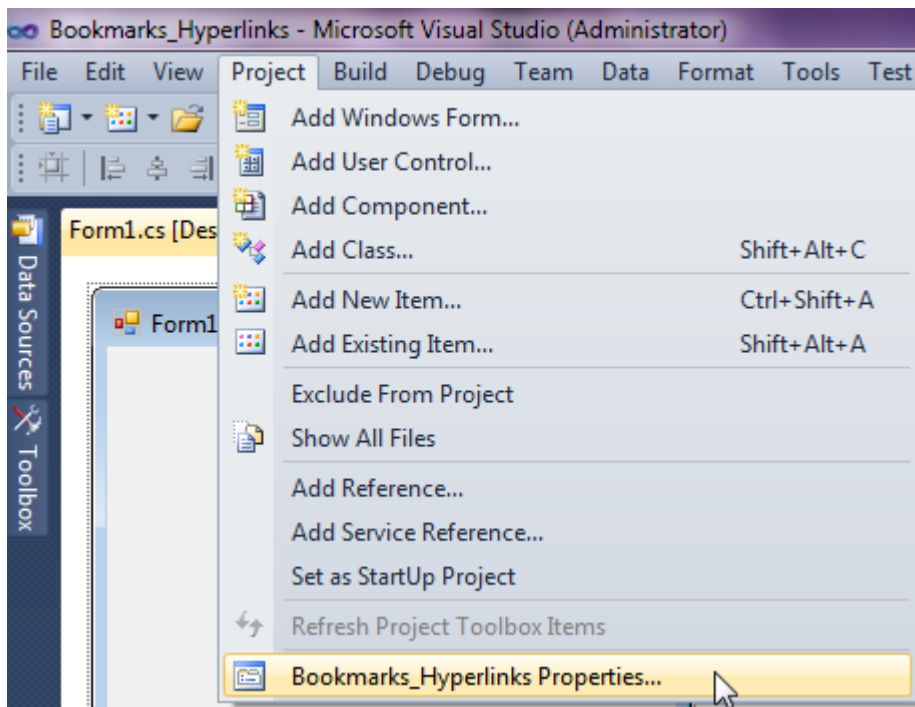 Bookmarks_Hyperlinks - Microsoft Visual Studio (Administrator)
File Edit View Project Build Debug Team Data Format Tools Test
Add Windows Form...
Add User Control...
Add Component...
Form1.cs [Des
Add Class... Shift+Alt+C
Data Sources
Add New Item... Ctrl+Shift+A
Form1
Add Existing Item... Shift+Alt+A
Exclude From Project
Toolbox
Show All Files
Add Reference...
Add Service Reference...
Set as StartUp Project
Refresh Project Toolbox Items
Bookmarks_Hyperlinks Properties...